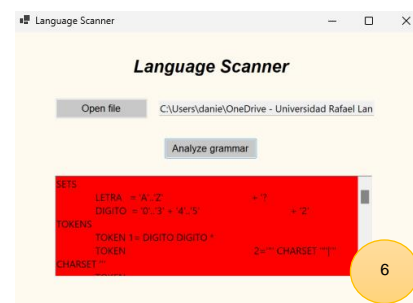 Language Scanner
Language Scanner
Open file C:\Users\danie\OneDrive - Universidad Rafael Lan
Analyze grammar
SETS
LETRA = 'A'..'Z' + '?
DIGITO = '0'..'3' + '4'..'5' + '2'
TOKENS
TOKEN 1= DIGITO DIGITO *
TOKEN 2='"' CHARSET '"'|'''
CHARSET '''
6